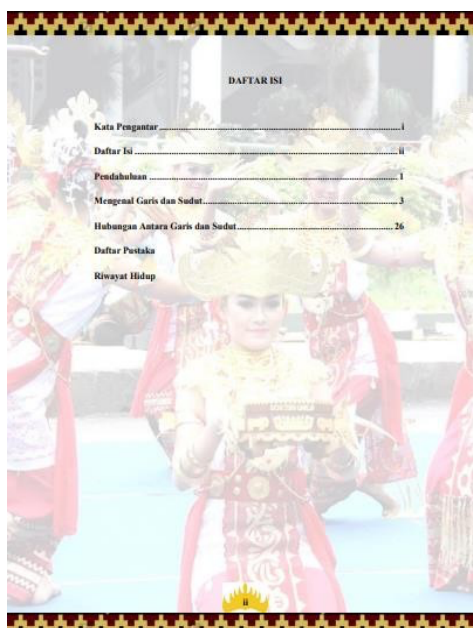 DAFTAR ISI
Kata Pengantar i
Daftar Isi ii
Pendahuluan 1
Mengenal Garis dan Sudut 3
Hubungan Antara Garis dan Sudut 26
Daftar Pustaka
Riwayat Hidup
ii